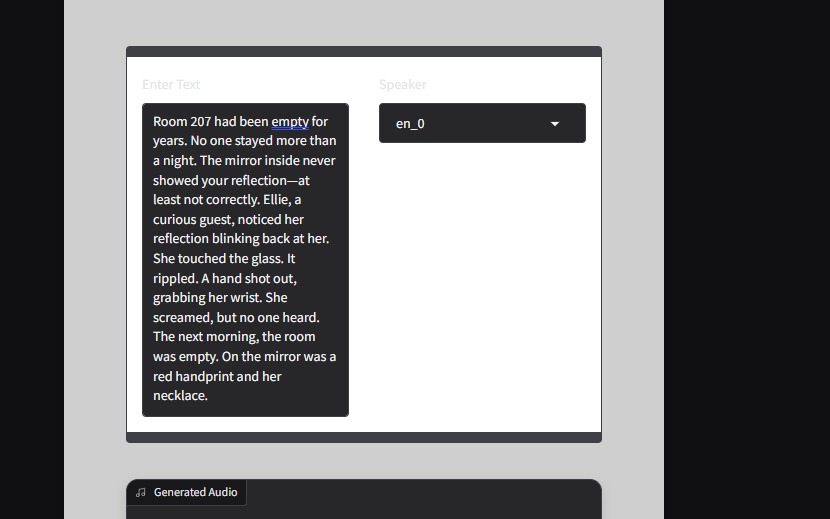 Enter Text
Speaker
en_0
Room 207 had been empty for
years. No one stayed more than
a night. The mirror inside never
showed your reflection—at
least not correctly. Ellie, a
curious guest, noticed her
reflection blinking back at her.
She touched the glass. It
rippled. A hand shot out,
grabbing her wrist. She
screamed, but no one heard.
The next morning, the room
was empty. On the mirror was a
red handprint and her
necklace.
Generated Audio